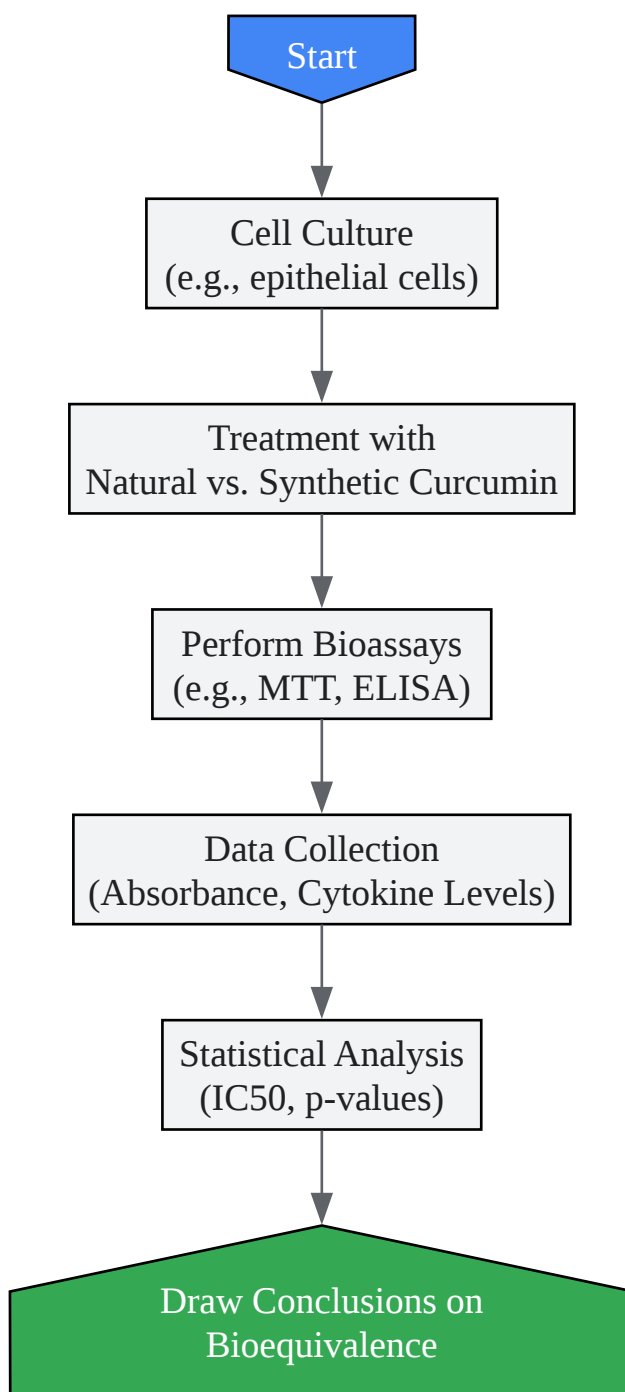 Start
Cell Culture
(e.g., epithelial cells)
Treatment with
Natural vs. Synthetic Curcumin
Perform Bioassays
(e.g., MTT, ELISA)
Data Collection
(Absorbance, Cytokine Levels)
Statistical Analysis
(IC50, p-values)
Draw Conclusions on
Bioequivalence